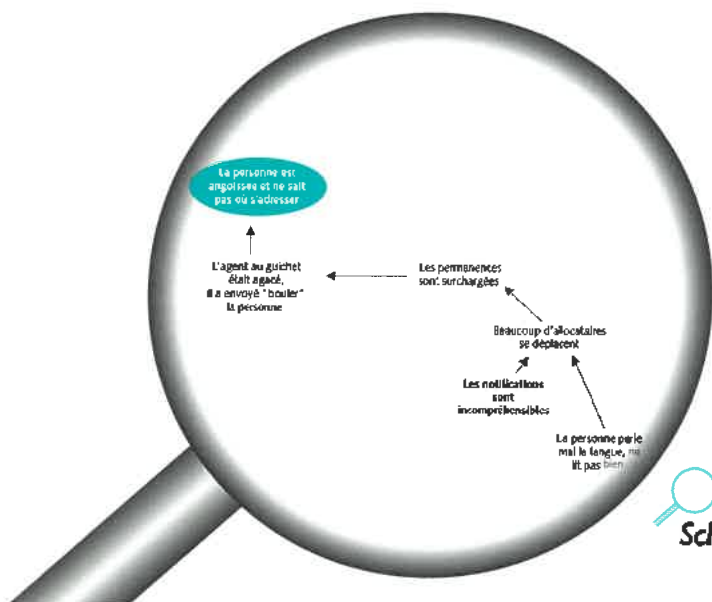 La personne est
angoissée et ne sait
pas où s'adresser
L'agent au guichet
était agacé,
il a envoyé "bouler"
la personne
Les permanences
sont surchargées
Beaucoup d'allocataires
se déplacent
Les notifications
sont
incompréhensibles
La personne parle
mal la langue, ne
lit pas bien